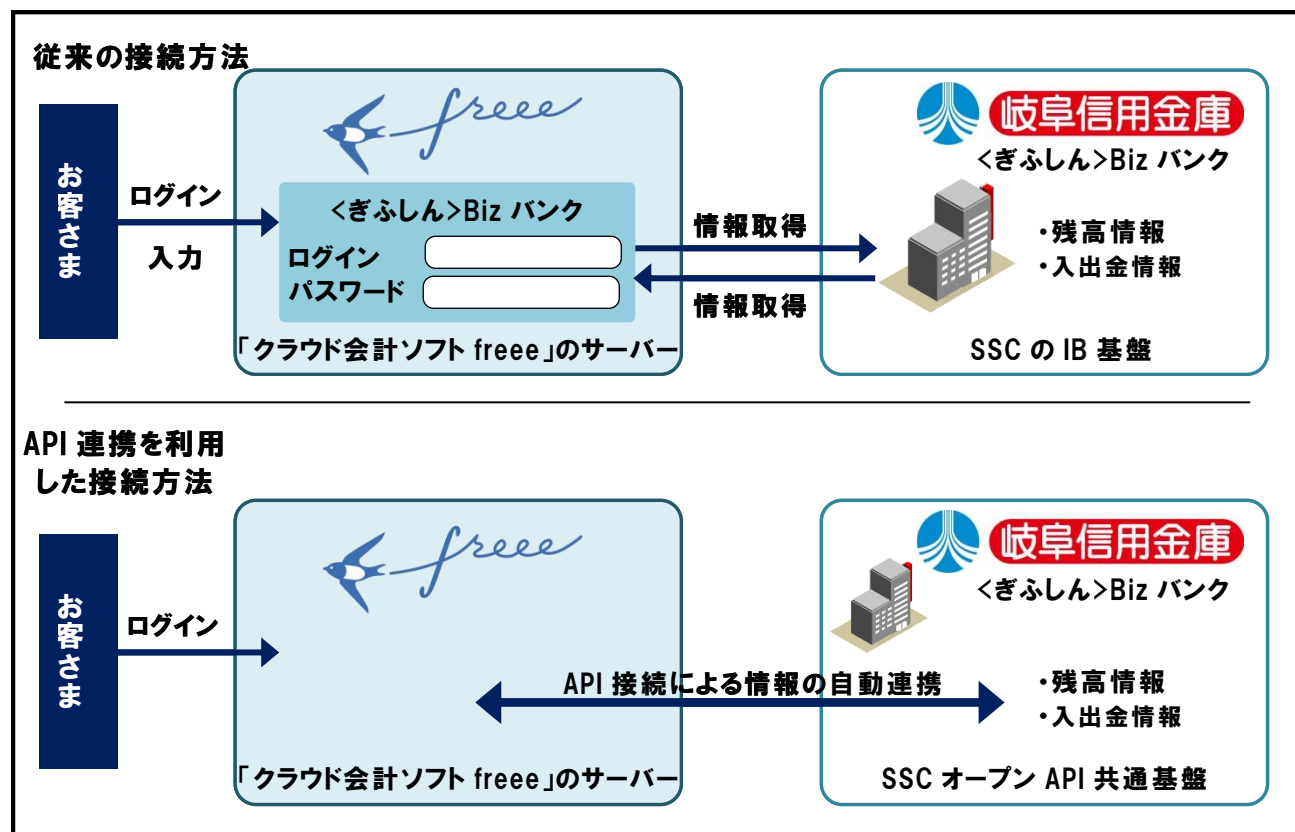 従来の接続方法
お客さま
ログイン
入力
freee
<ぎふしん>Biz バンク
ログイン
パスワード
「クラウド会計ソフト freee」のサーバー
情報取得
情報取得
岐阜信用金庫
<ぎふしん>Biz バンク
・残高情報
・入出金情報
SSC の IB 基盤
API 連携を利用
した接続方法
お客さま
ログイン
freee
「クラウド会計ソフト freee」のサーバー
API 接続による情報の自動連携
岐阜信用金庫
<ぎふしん>Biz バンク
・残高情報
・入出金情報
SSC オープン API 共通基盤